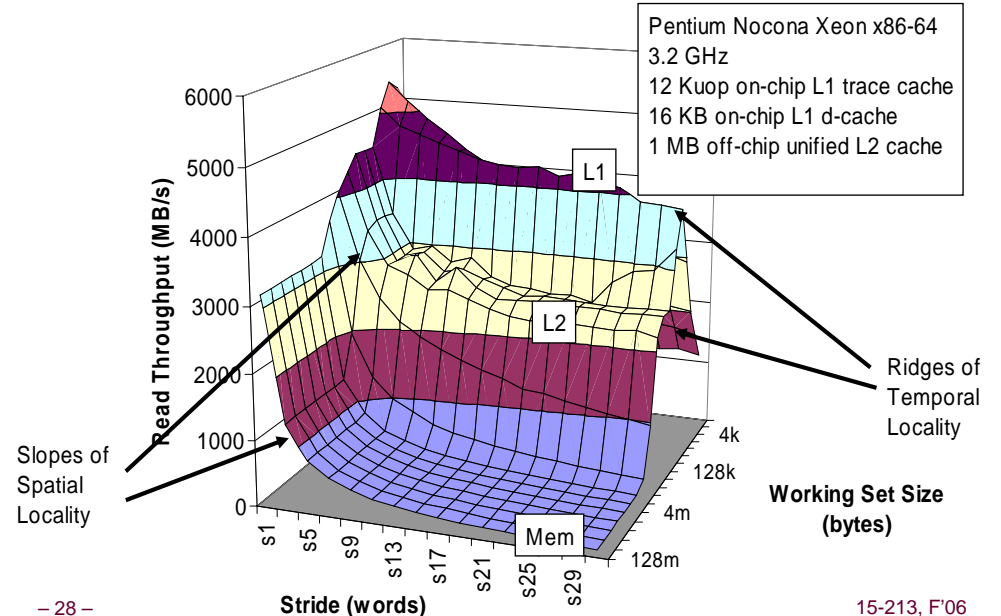 Pentium Nocona Xeon x86-64
3.2 GHz
12 Kuop on-chip L1 trace cache
16 KB on-chip L1 d-cache
1 MB off-chip unified L2 cache
6000
5000
4000
3000
2000
1000
0
Read Throughput (MB/s)
L1
L2
Mem
Slopes of
Spatial
Locality
Ridges of
Temporal
Locality
s1
s5
s9
s13
s17
s21
s25
s29
Stride (words)
4k
128k
4m
128m
Working Set Size
(bytes)
– 28 –
15-213, F'06